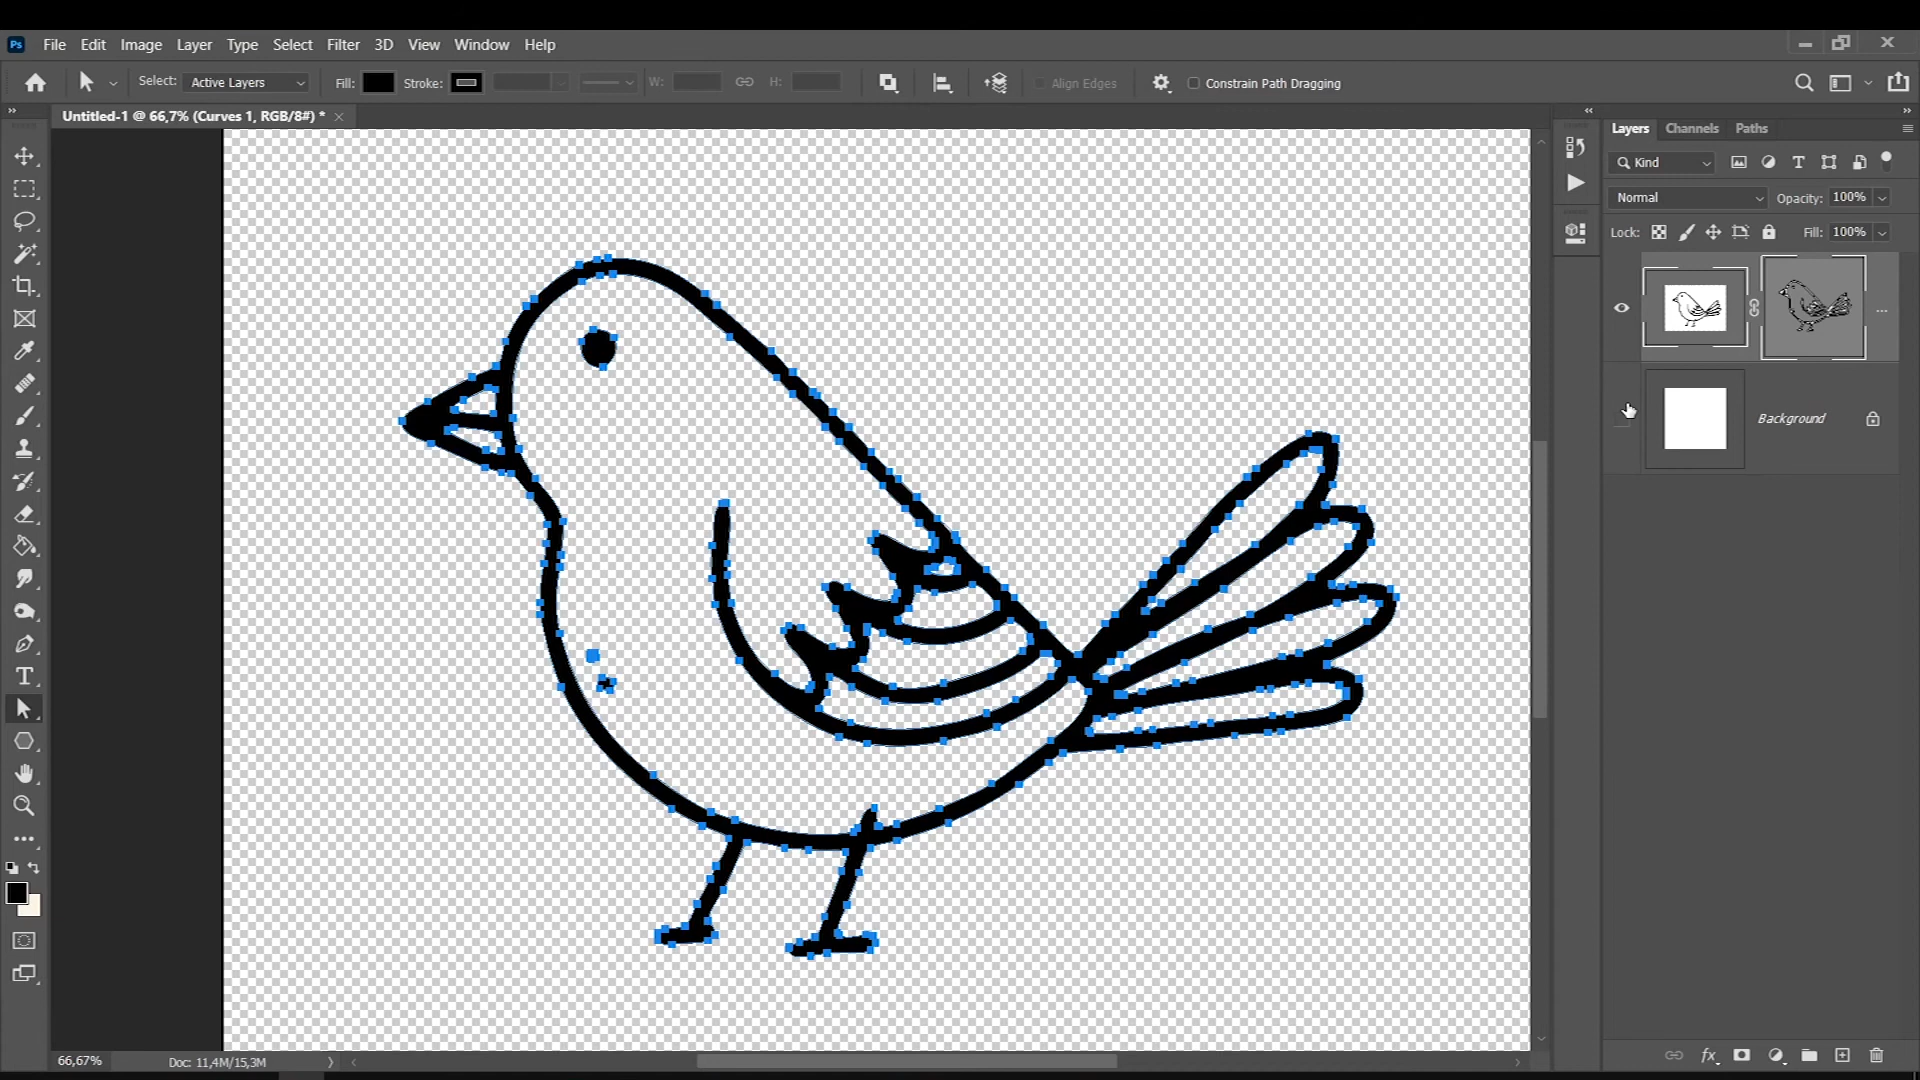 Ps File Edit Image Layer Type Select Filter 3D View Window Help
Select: Active Layers Fill: Stroke: W: H: Align Edges Constrain Path Dragging
Untitled-1 @ 66,7% (Curves 1, RGB/8#) *
Layers Channels Paths
Kind
Normal Opacity: 100%
Lock: Fill: 100%
...
Background
66,67% Doc: 11,4M/15,3M
fx